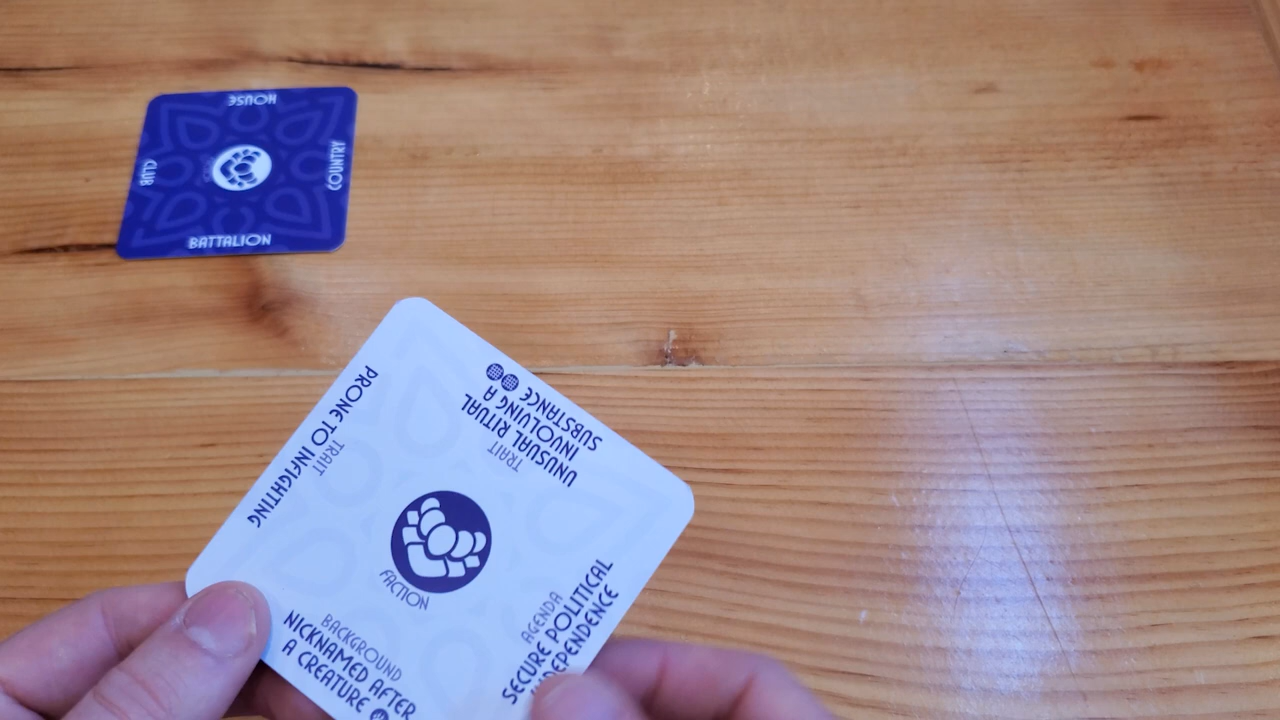 HOUSE
CLUB
COUNTRY
BATTALION
PRONE TO INFIGHTING
TRAIT
UNUSUAL RITUAL
INVOLVING A
SUBSTANCE
TRAIT
FACTION
BACKGROUND
NICKNAMED AFTER
A CREATURE
AGENDA
SECURE POLITICAL